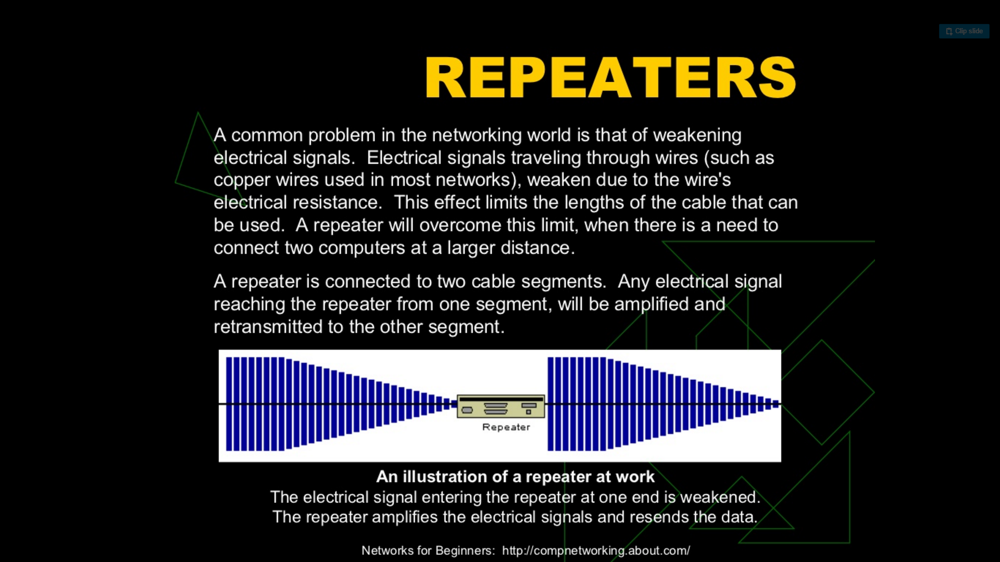 Clip slide
REPEATERS
A common problem in the networking world is that of weakening
electrical signals.  Electrical signals traveling through wires (such as
copper wires used in most networks), weaken due to the wire's
electrical resistance.  This effect limits the lengths of the cable that can
be used.  A repeater will overcome this limit, when there is a need to
connect two computers at a larger distance.
A repeater is connected to two cable segments.  Any electrical signal
reaching the repeater from one segment, will be amplified and
retransmitted to the other segment.
Repeater
An illustration of a repeater at work
The electrical signal entering the repeater at one end is weakened.
The repeater amplifies the electrical signals and resends the data.
Networks for Beginners:  http://compnetworking.about.com/